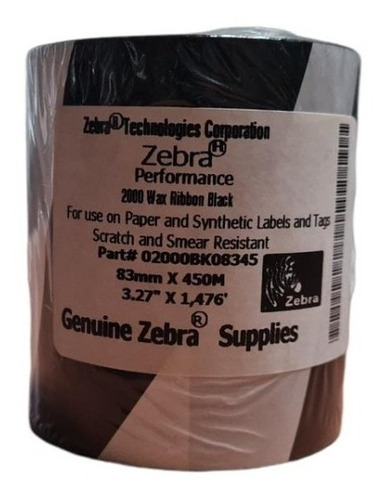 Zebra®Technologies Corporation
Zebra®
Performance
2000 Wax Ribbon Black
For use on Paper and Synthetic Labels and Tags
Scratch and Smear Resistant
Part# 02000BK08345
83mm X 450M
3.27" X 1,476'
Zebra
Genuine Zebra® Supplies